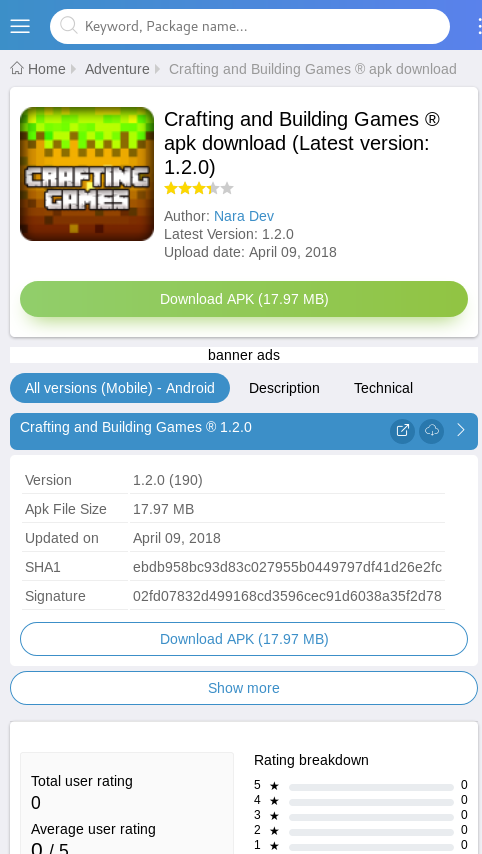 Keyword, Package name...
Home Adventure Crafting and Building Games ® apk download
CRAFTING
GAMES
Crafting and Building Games ®
apk download (Latest version:
1.2.0)
Author: Nara Dev
Latest Version: 1.2.0
Upload date: April 09, 2018
Download APK (17.97 MB)
banner ads
All versions (Mobile) - Android Description Technical
Crafting and Building Games ® 1.2.0
Version 1.2.0 (190)
Apk File Size 17.97 MB
Updated on April 09, 2018
SHA1 ebdb958bc93d83c027955b0449797df41d26e2fc
Signature 02fd07832d499168cd3596cec91d6038a35f2d78
Download APK (17.97 MB)
Show more
Total user rating
0
Average user rating
0 / 5
Rating breakdown
5 ★ 0
4 ★ 0
3 ★ 0
2 ★ 0
1 ★ 0